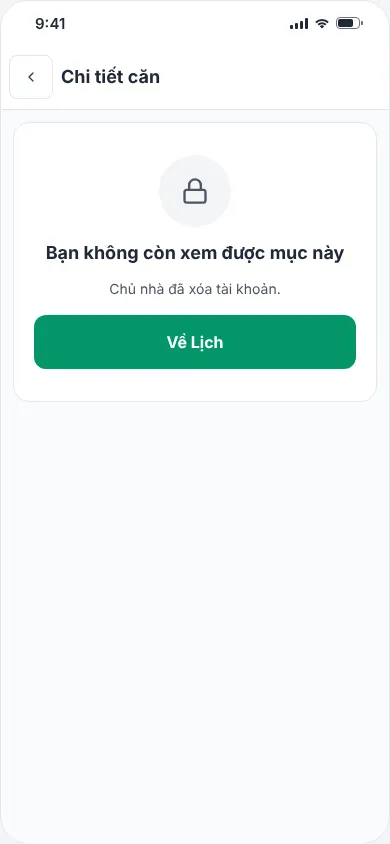 9:41
Chi tiết căn
Bạn không còn xem được mục này
Chủ nhà đã xóa tài khoản.
Về Lịch